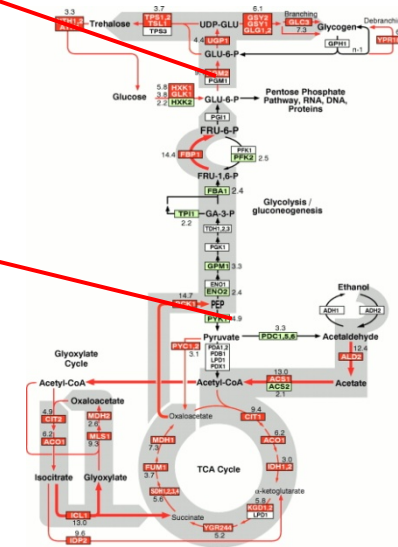 3.3
3.7
6.1
Branching
Debranching
Trehalose
TPS1,2
TSL1
TPS3
UDP-GLU
GSY2
GSY1
GLG1,2
GLC3
7.3
Glycogen
GPH1
n-1
4.4
UGP1
GLU-6-P
PGM1
5.8
3.8
2.2
HXK1
GLK1
HXK2
Glucose
GLU-6-P
Pentose Phosphate
Pathway, RNA, DNA,
Proteins
PGI1
FRU-6-P
14.4
FBP1
PFK1
PFK2
2.5
FRU-1,6-P
FBA1
2.4
Glycolysis /
gluconeogenesis
TPI1
2.2
GA-3-P
TDH1,2,3
PGK1
GPM1
3.3
ENO1
ENO2
2.4
14.7
PEP
PYK1
4.9
Ethanol
ADH1
ADH2
Pyruvate
3.3
PDC1,5,6
Acetaldehyde
PYC1,2
3.1
PDA1,2
PDB1
LPD1
PDX1
12.4
ALD2
Glyoxylate
Cycle
Acetyl-CoA
Acetyl-CoA
13.0
ACS1
ACS2
2.1
Acetate
Oxaloacetate
4.9
CIT2
MDH2
2.6
Oxaloacetate
9.4
CIT1
6.2
ACO1
MLS1
9.3
MDH1
7.3
6.2
ACO1
Isocitrate
Glyoxylate
FUM1
3.7
TCA Cycle
3.0
IDH1,2
SDH1,2,3,4
5.6
α-ketoglutarate
5.8
KGD1,2
LPD1
ICL1
13.0
Succinate
YGR244
5.2
9.6
IDP2